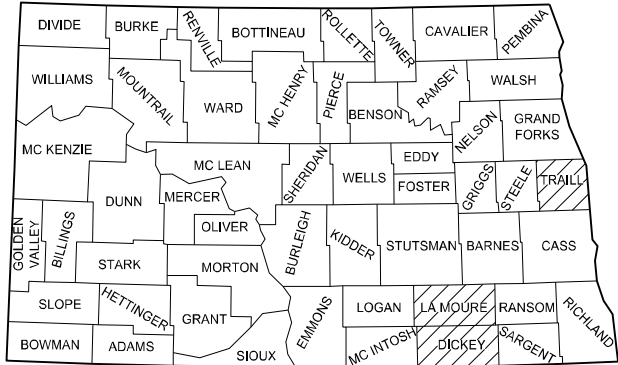 DIVIDE
BURKE
RENVILLE
BOTTINEAU
ROLLETTE
TOWNER
CAVALIER
PEMBINA
WILLIAMS
MOUNTRAIL
WARD
MC HENRY
PIERCE
BENSON
RAMSEY
WALSH
NELSON
GRAND
FORKS
MC KENZIE
MC LEAN
SHERIDAN
WELLS
EDDY
FOSTER
GRIGGS
STEELE
TRAILL
DUNN
MERCER
OLIVER
GOLDEN
VALLEY
BILLINGS
STARK
MORTON
BURLEIGH
KIDDER
STUTSMAN
BARNES
CASS
SLOPE
HETTINGER
GRANT
EMMONS
LOGAN
LA MOURE
RANSOM
RICHLAND
BOWMAN
ADAMS
SIOUX
MC INTOSH
DICKEY
SARGENT